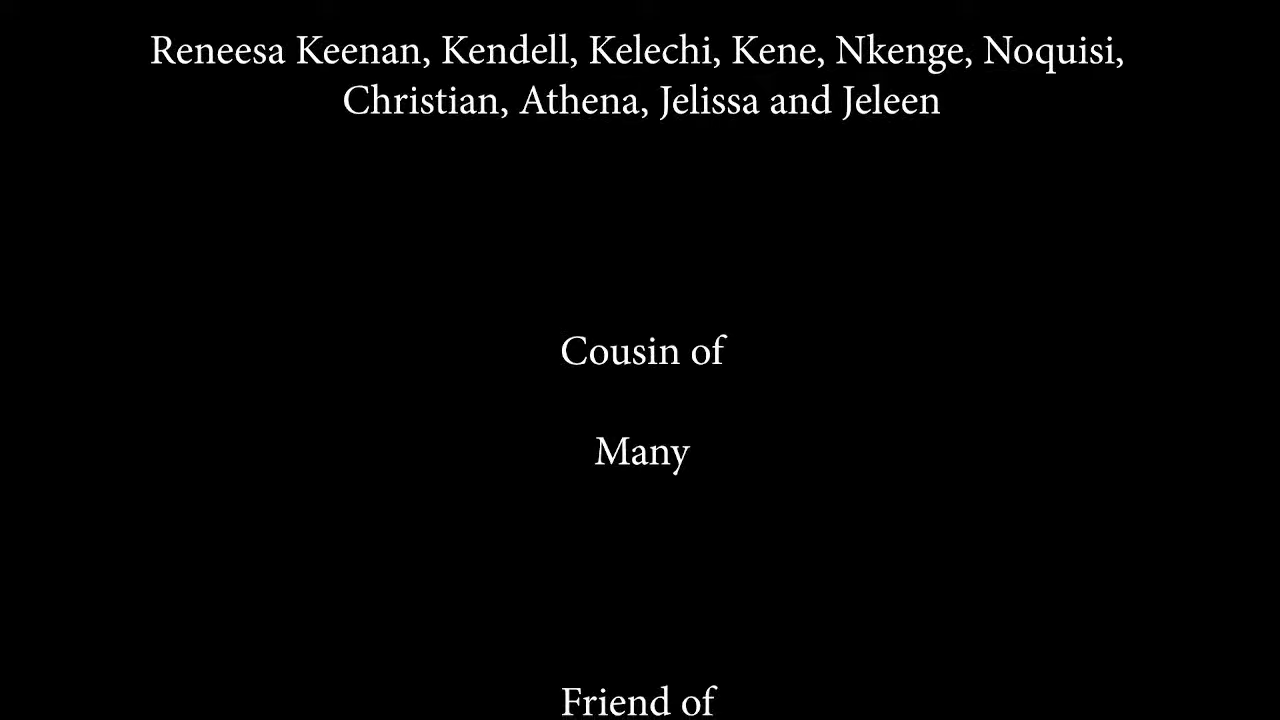 Reneesa Keenan, Kendell, Kelechi, Kene, Nkenge, Noquisi,
Christian, Athena, Jelissa and Jeleen
Cousin of
Many
Friend of